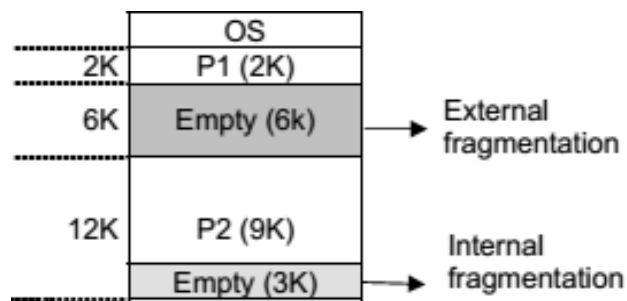 OS
2K P1 (2K)
6K Empty (6k) External
fragmentation
12K P2 (9K)
Internal
Empty (3K) fragmentation